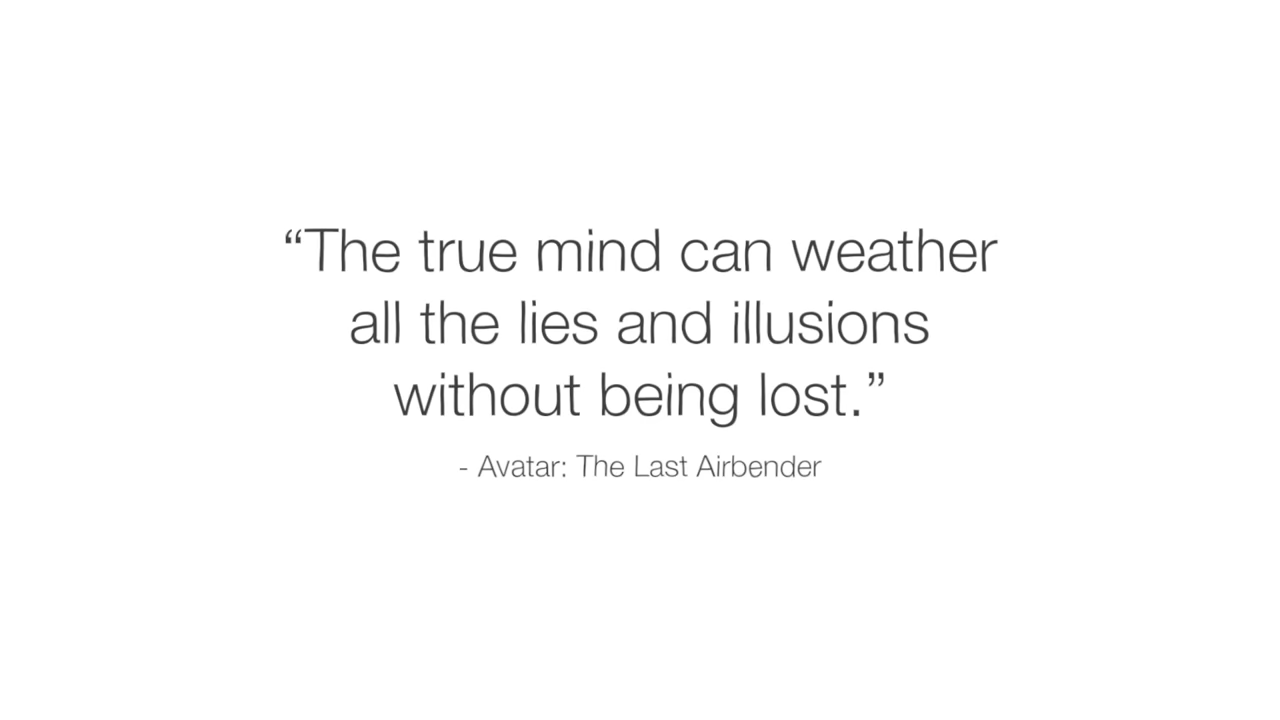 “The true mind can weather
all the lies and illusions
without being lost.”
- Avatar: The Last Airbender